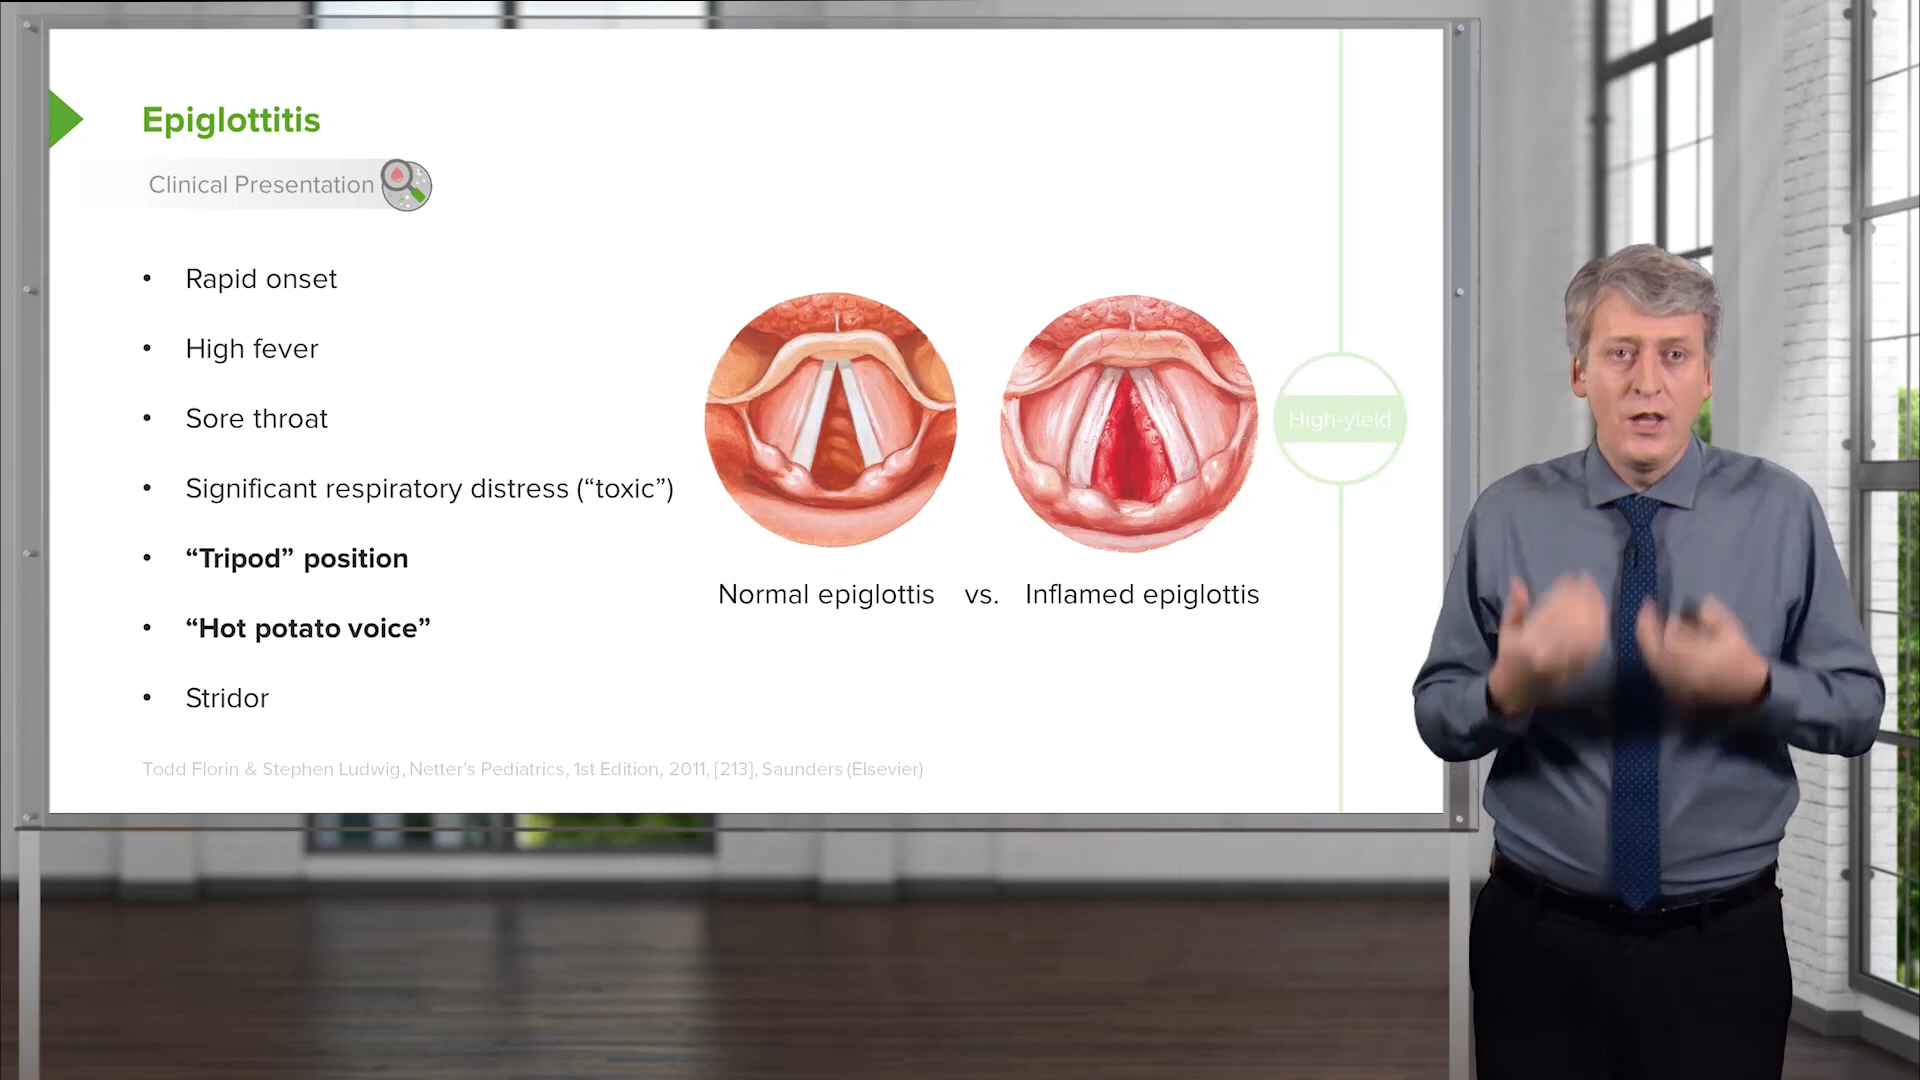 Epiglottitis
Clinical Presentation
• Rapid onset
• High fever
• Sore throat
• Significant respiratory distress (“toxic”)
• “Tripod” position
• “Hot potato voice”
• Stridor
Normal epiglottis vs. Inflamed epiglottis
High-yield
Todd Florin & Stephen Ludwig, Netter's Pediatrics, 1st Edition, 2011, [213], Saunders (Elsevier)